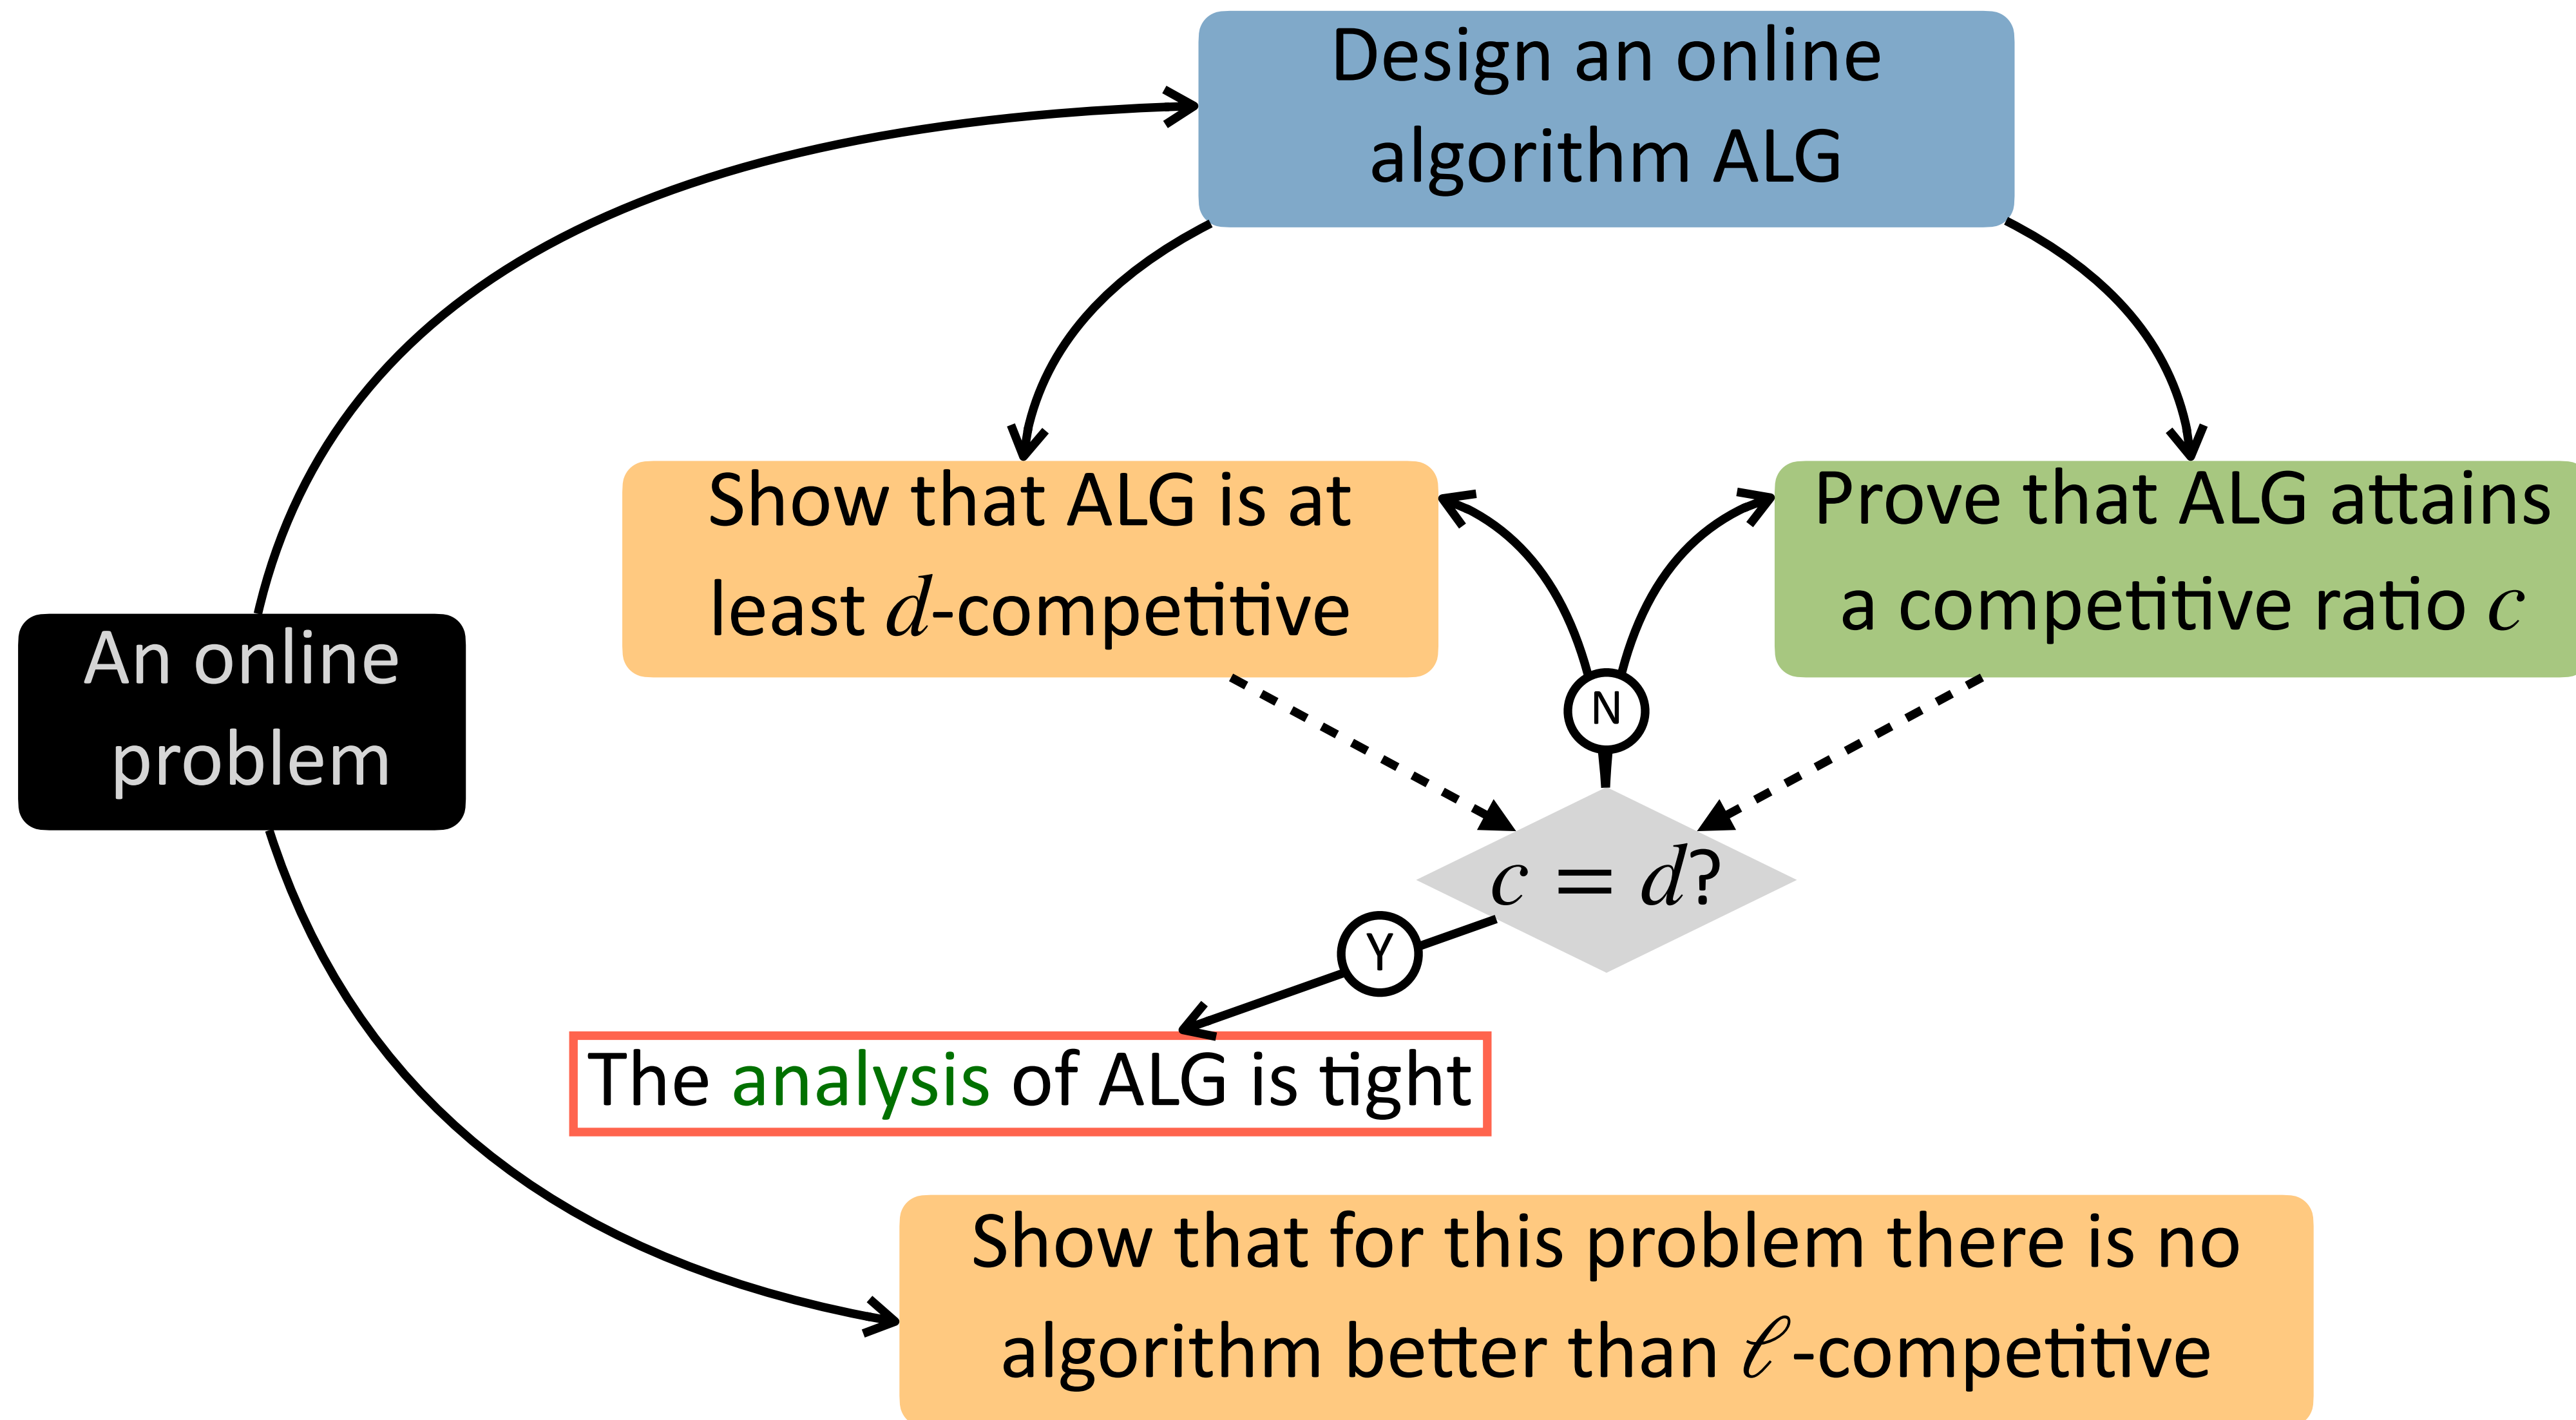 Design an online
algorithm ALG
Show that ALG is at
least d-competitive
Prove that ALG attains
a competitive ratio c
An online
problem
N
c = d?
Y
The analysis of ALG is tight
Show that for this problem there is no
algorithm better than ℓ-competitive